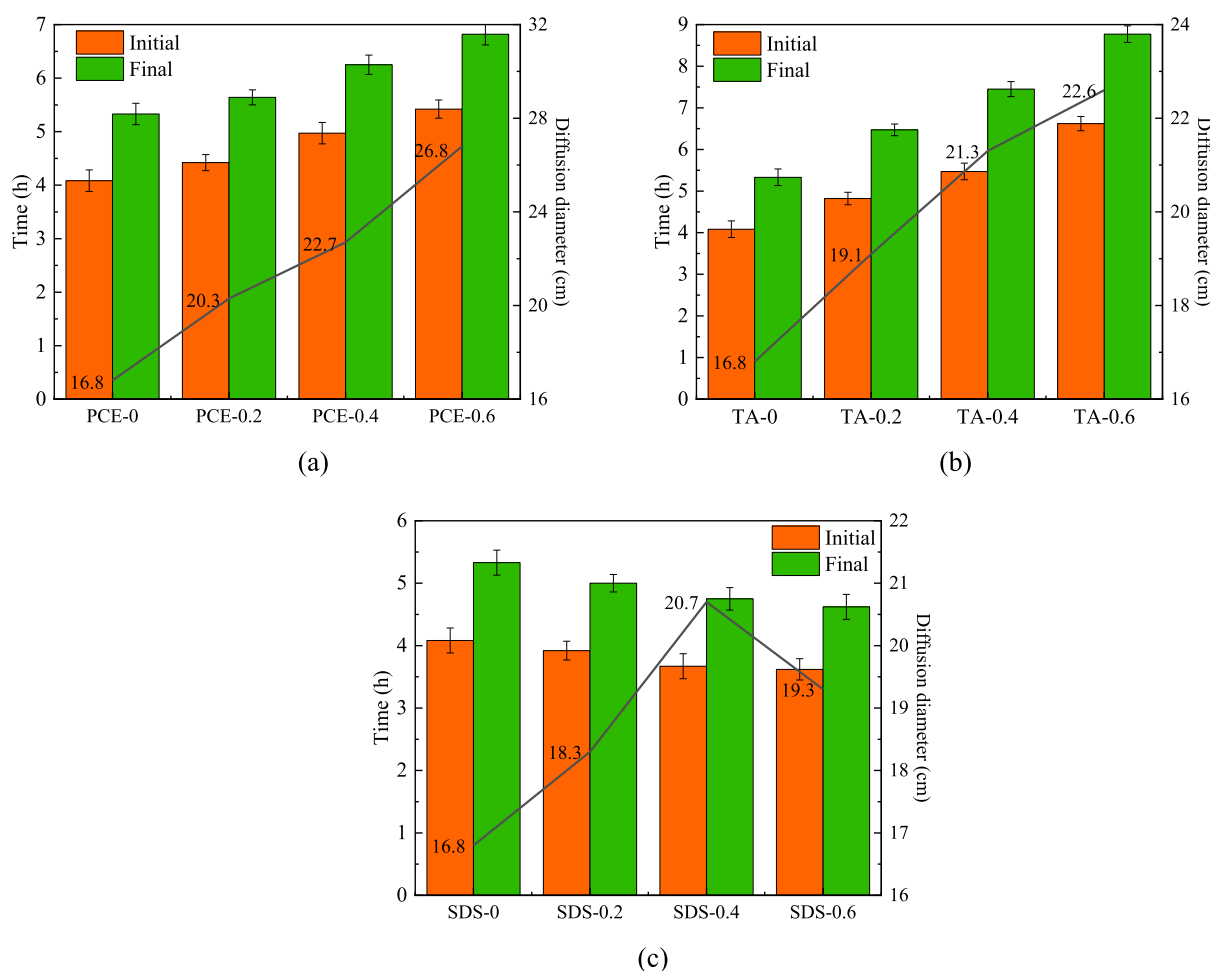 7
6
5
4
3
2
1
0
Time (h)
Initial
Final
16.8
20.3
22.7
26.8
32
28
24
20
16
Diffusion diameter (cm)
PCE-0
PCE-0.2
PCE-0.4
PCE-0.6
(a)
9
8
7
6
5
4
3
2
1
0
Time (h)
Initial
Final
16.8
19.1
21.3
22.6
24
22
20
18
16
Diffusion diameter (cm)
TA-0
TA-0.2
TA-0.4
TA-0.6
(b)
6
5
4
3
2
1
0
Time (h)
Initial
Final
16.8
18.3
20.7
19.3
22
21
20
19
18
17
16
Diffusion diameter (cm)
SDS-0
SDS-0.2
SDS-0.4
SDS-0.6
(c)